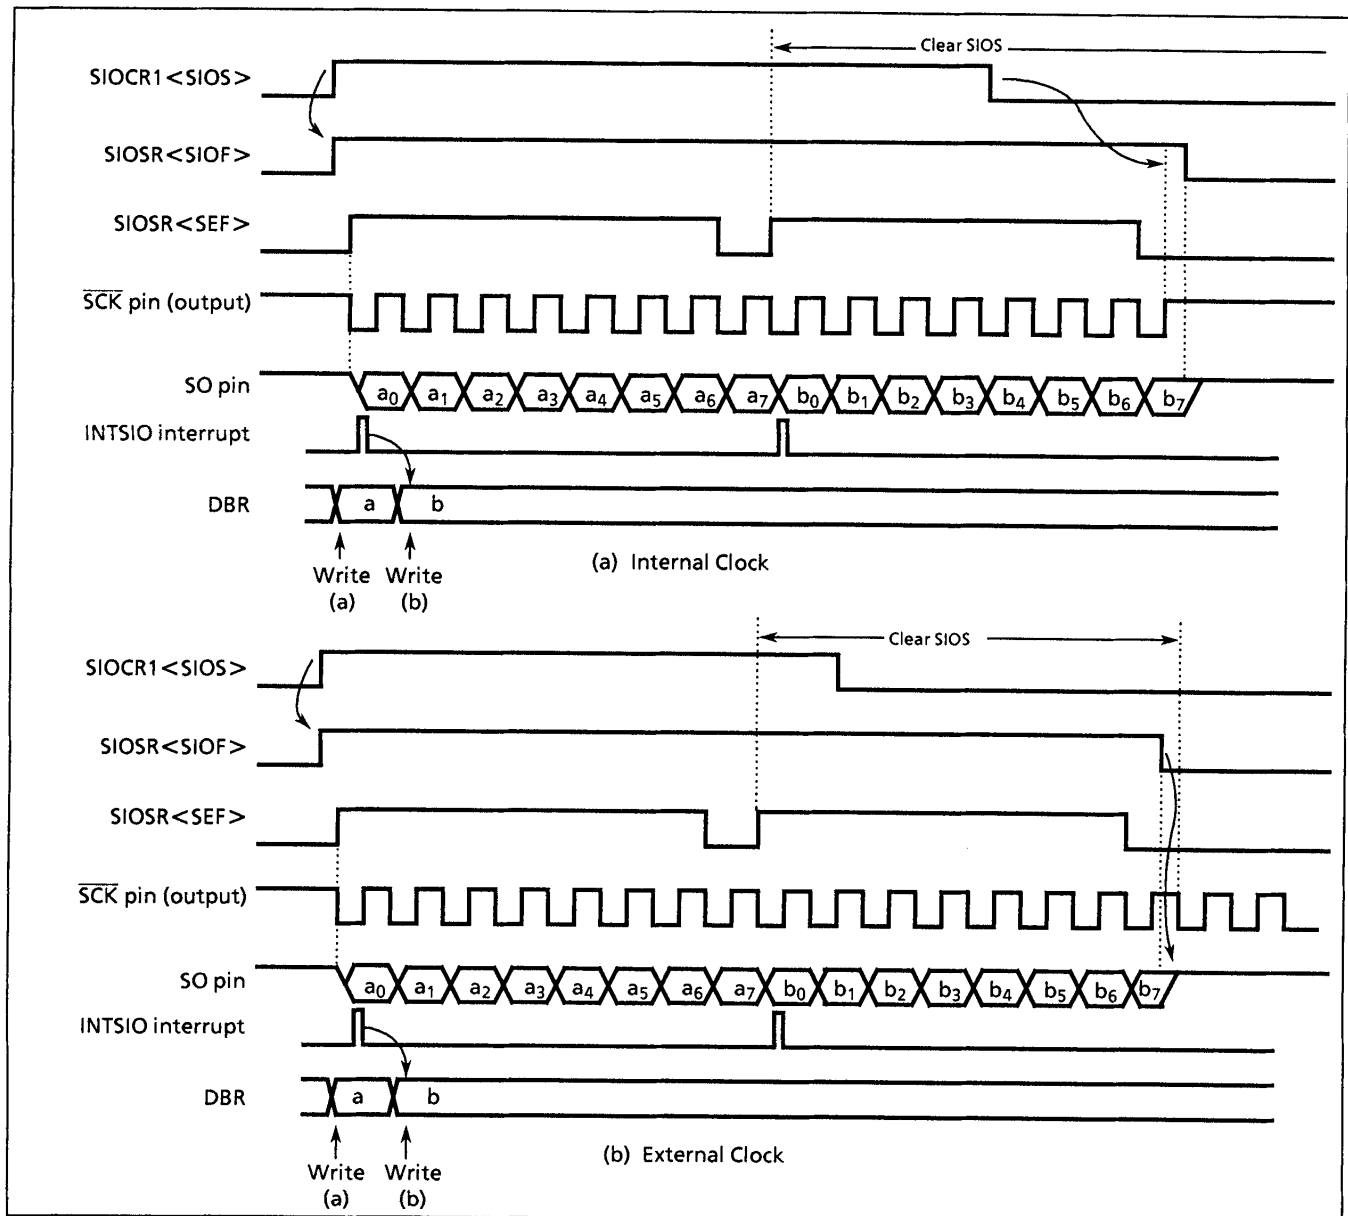 Clear SIOS
SIOCR1<SIOS>
SIOSR<SIOF>
SIOSR<SEF>
SCK pin (output)
SO pin
a0 a1 a2 a3 a4 a5 a6 a7 b0 b1 b2 b3 b4 b5 b6 b7
INTSIO interrupt
DBR
a b
(a) Internal Clock
Write Write
(a) (b)
Clear SIOS
SIOCR1<SIOS>
SIOSR<SIOF>
SIOSR<SEF>
SCK pin (output)
SO pin
a0 a1 a2 a3 a4 a5 a6 a7 b0 b1 b2 b3 b4 b5 b6 b7
INTSIO interrupt
DBR
a b
(b) External Clock
Write Write
(a) (b)